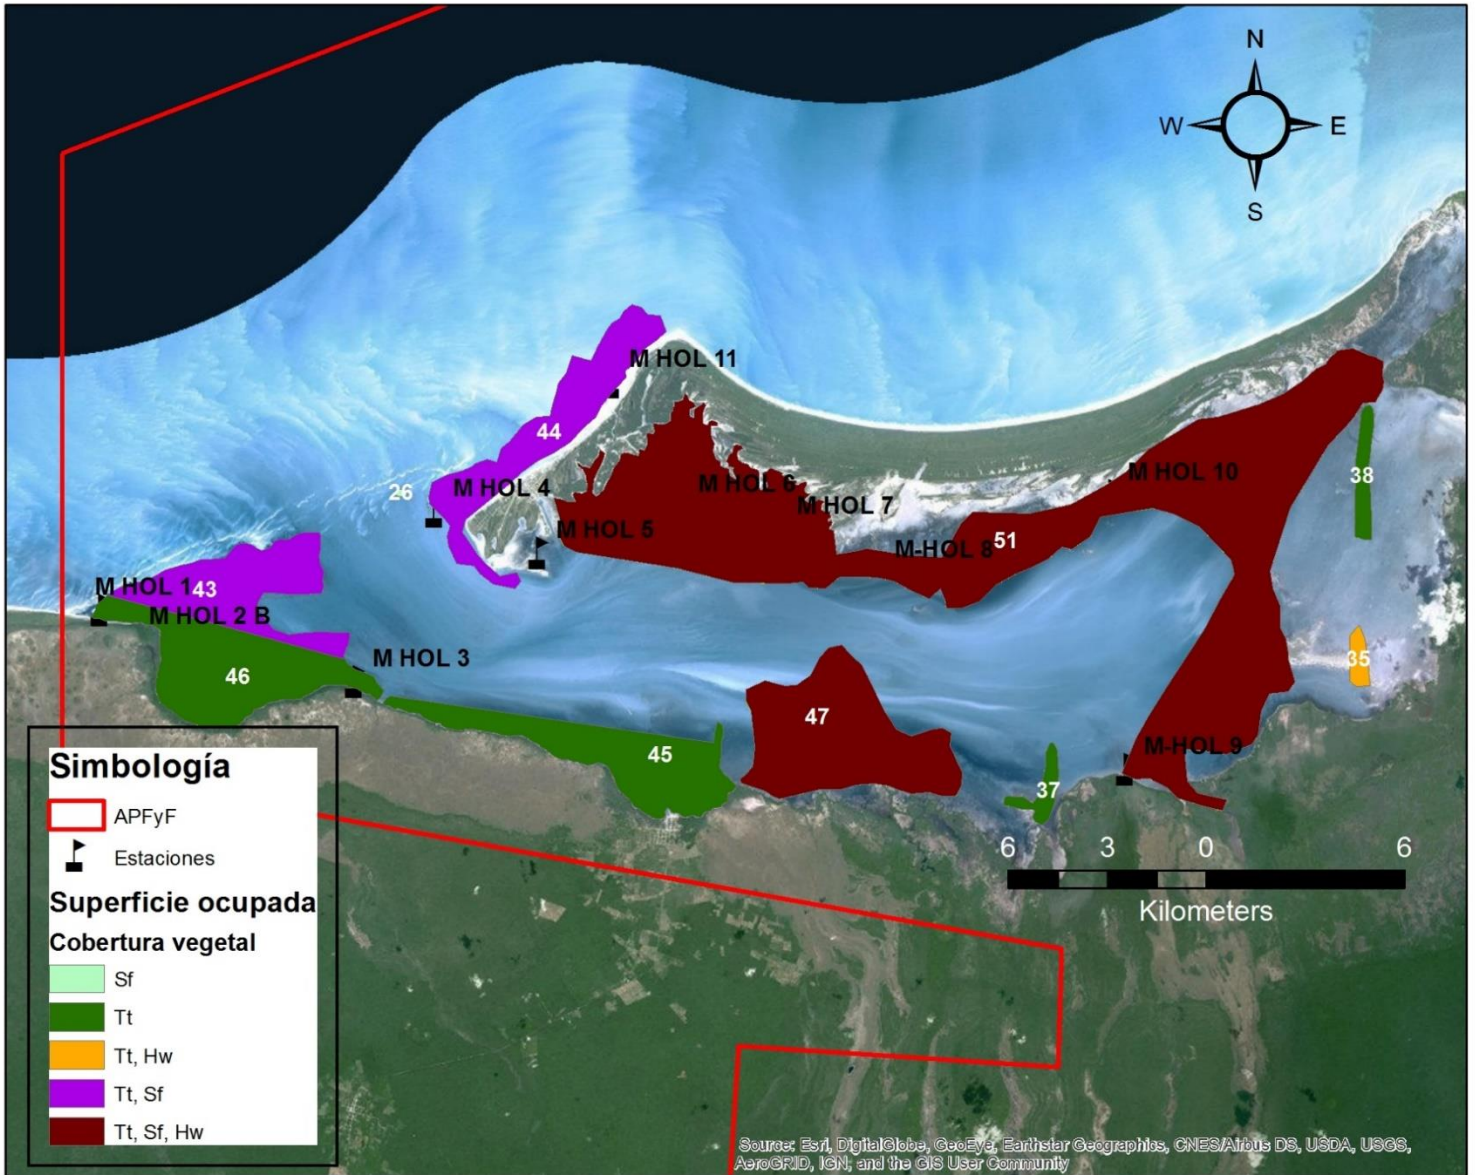 N
W E
S
M HOL 11
44
M HOL 4
26
M HOL 6
M HOL 10
38
M HOL 7
M HOL 5
M-HOL 8
51
M HOL 1
43
M HOL 2 B
M HOL 3
46
35
47
45
M-HOL 9
37
6 3 0 6
Kilometers
Simbología
APFyF
Estaciones
Superficie ocupada
Cobertura vegetal
Sf
Tt
Tt, Hw
Tt, Sf
Tt, Sf, Hw
Source: Esri, DigitalGlobe, GeoEye, Earthstar Geographics, CNES/Airbus DS, USDA, USGS,
AeroGRID, IGN, and the GIS User Community